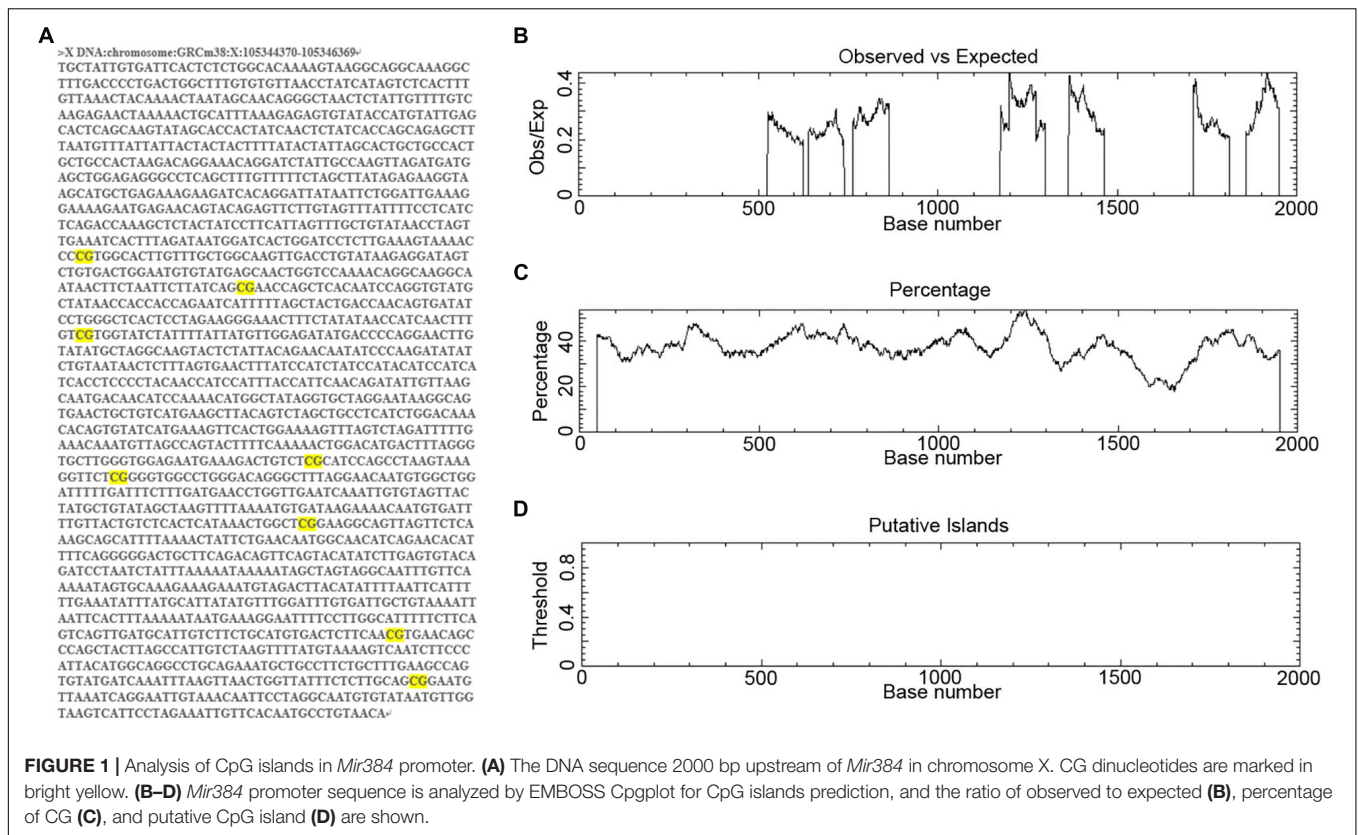 A
>X DNA:chromosome:GRCm38:X:105344370-105346369
TGCTATTGTGATTCACTCTCTGGCACAAAAGTAAGGCAGGCAAAGGC
TTTGACCCCTGACTGGCTTTGTGTGTTAACCTATCATAGTCTCACTTT
GTTAAACTACAAAACTAATAGCAACAGGGCTAACTCTATTGTTTTGTC
AAGAGAACTAAAAACTGCATTTAAAGAGAGTGTATACCATGTATTGAG
CACTCAGCAAGTATAGCACCACTATCAACTCTATCACCAGCAGAGCTT
TAATGTTTATTATTACTACTACTTTTATACTATTAGCACTGCTGCCACT
GCTGCCACTAAGACAGGAAACAGGATCTATTGCCAAGTTAGATGATG
AGCTGGAGAGGGCCTCAGCTTTGTTTTTCTAGCTTATAGAGAAGGTA
AGCATGCTGAGAAAGAAGATCACAGGATTATAATTCTGGATTGAAAG
GAAAAGAATGAGAACAGTACAGAGTTCTTGTAGTTTATTTTCCTCATC
TCAGACCAAAGCTCTACTATCCTTCATTAGTTTGCTGTATAACCTAGT
TGAAATCACTTTAGATAATGGATCACTGGATCCTCTTGAAAGTAAAAC
CCCGTGGCACTTGTTTGCTGGCAAGTTGACCTGTATAAGAGGATAGT
CTGTGACTGGAATGTGTATGAGCAACTGGTCCAAAACAGGCAAGGCA
ATAACTTCTAATTCTTATCAGCGAACCAGCTCACAATCCAGGTGTATG
CTATAACCACCACCAGAATCATTTTTAGCTACTGACCAACAGTGATAT
CCTGGGCTCACTCCTAGAAGGGAAACTTTCTATATAACCATCAACTTT
GTCGTGGTATCTATTTTATTATGTTGGAGATATGACCCCAGGAACTTG
TATATGCTAGGCAAGTACTCTATTACAGAACAATATCCCAAGATATAT
CTGTAATAACTCTTTAGTGAACTTTATCCATCTATCCATACATCCATCA
TCACCTCCCCTACAACCATCCATTTACCATTCAACAGATATTGTTAAG
CAATGACAACATCCAAAACATGGCTATAGGTGCTAGGAATAAGGCAG
TGAACTGCTGTCATGAAGCTTACAGTCTAGCTGCCTCATCTGGACAAA
CACAGTGTATCATGAAAGTTCACTGGAAAAGTTTAGTCTAGATTTTTG
AAACAAATGTTAGCCAGTACTTTTCAAAAACTGGACATGACTTTAGGG
TGCTTGGGTGGAGAATGAAAGACTGTCTCGCATCCAGCCTAAGTAAA
GGTTCTCGGGGTGGCCTGGGACAGGGCTTTAGGAACAATGTGGCTGG
ATTTTTGATTTCTTTGATGAACCTGGTTGAATCAAATTGTGTAGTTAC
TATGCTGTATAGCTAAGTTTTAAAATGTGATAAGAAAACAATGTGATT
TTGTTACTGTCTCACTCATAAACTGGCTCGGAAGGCAGTTAGTTCTCA
AAGCAGCATTTTAAAACTATTCTGAACAATGGCAACATCAGAACACAT
TTTCAGGGGGACTGCTTCAGACAGTTCAGTACATATCTTGAGTGTACA
GATCCTAATCTATTTAAAAATAAAAATAGCTAGTAGGCAATTTGTTCA
AAAATAGTGCAAAGAAAGAAATGTAGACTTACATATTTTAATTCATTT
TTGAAATATTTATGCATTATATGTTTGGATTTGTGATTGCTGTAAAATT
AATTCACTTTAAAAATAATGAAAGGAATTTTCCTTGGCATTTTTCTTCA
GTCAGTTGATGCATTGTCTTCTGCATGTGACTCTTCAACGTGAACAGC
CCAGCTACTTAGCCATTGTCTAAGTTTTATGTAAAAGTCAATCTTCCC
ATTACATGGCAGGCCTGCAGAAATGCTGCCTTCTGCTTTGAAGCCAG
TGTATGATCAAATTTAAGTTAACTGGTTATTTCTCTTGCAGCGGAATG
TTAAATCAGGAATTGTAAACAATTCCTAGGCAATGTGTATAATGTTGG
TAAGTCATTCCTAGAAATTGTTCACAATGCCTGTAACA
B
Observed vs Expected
Obs/Exp
0.4
0.2
0
0 500 1000 1500 2000
Base number
C
Percentage
Percentage
40
20
0
0 500 1000 1500 2000
Base number
D
Putative Islands
Threshold
0.8
0.4
0
0 500 1000 1500 2000
Base number
FIGURE 1 | Analysis of CpG islands in Mir384 promoter. (A) The DNA sequence 2000 bp upstream of Mir384 in chromosome X. CG dinucleotides are marked in
bright yellow. (B–D) Mir384 promoter sequence is analyzed by EMBOSS Cpgplot for CpG islands prediction, and the ratio of observed to expected (B), percentage
of CG (C), and putative CpG island (D) are shown.